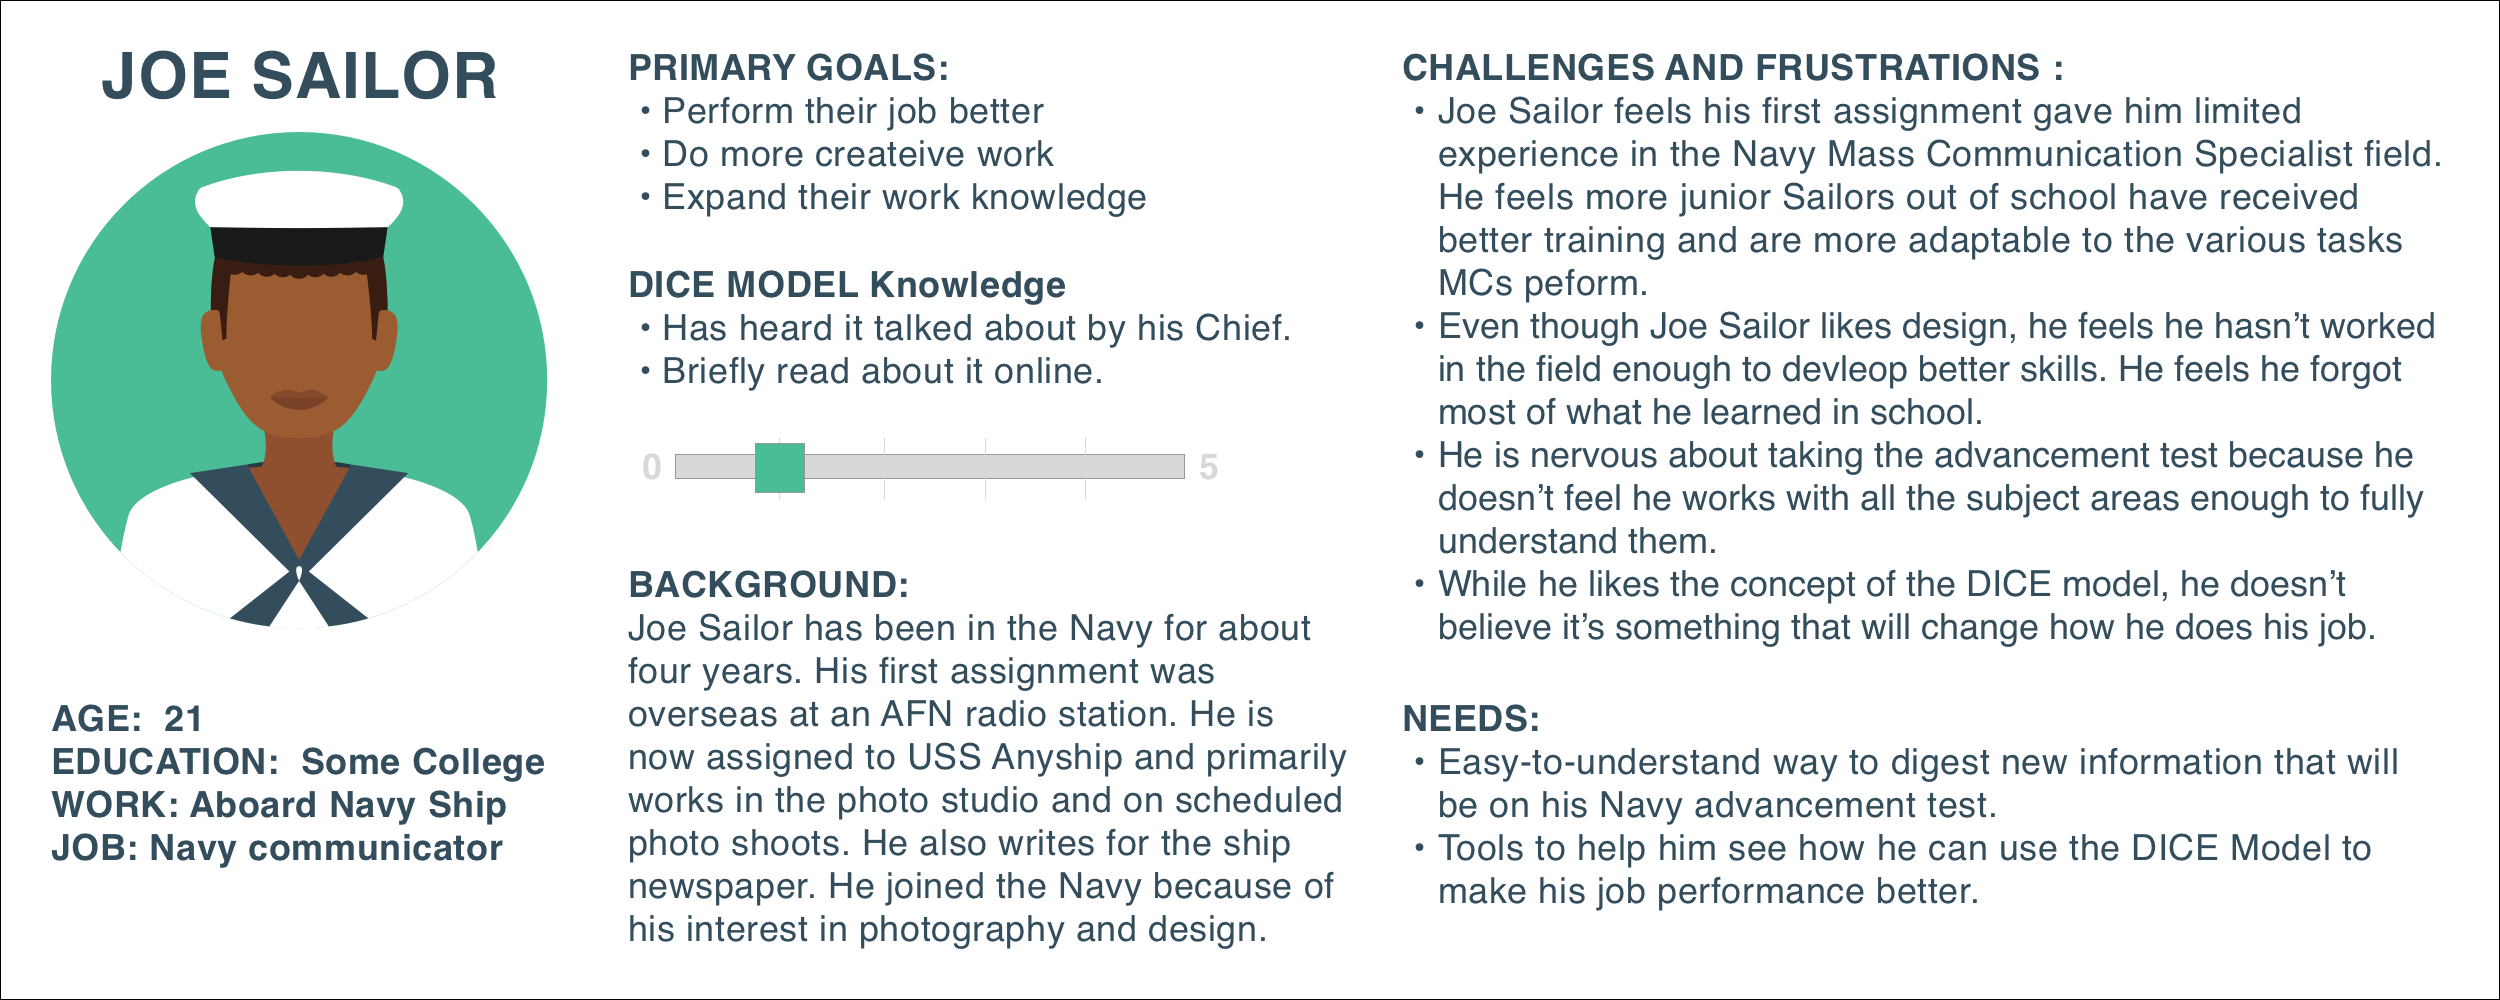 JOE SAILOR
AGE:  21
EDUCATION:  Some College
WORK: Aboard Navy Ship
JOB: Navy communicator
PRIMARY GOALS:
• Perform their job better
• Do more createive work
• Expand their work knowledge
DICE MODEL Knowledge
• Has heard it talked about by his Chief.
• Briefly read about it online.
0 5
BACKGROUND:
Joe Sailor has been in the Navy for about
four years. His first assignment was
overseas at an AFN radio station. He is
now assigned to USS Anyship and primarily
works in the photo studio and on scheduled
photo shoots. He also writes for the ship
newspaper. He joined the Navy because of
his interest in photography and design.
CHALLENGES AND FRUSTRATIONS :
• Joe Sailor feels his first assignment gave him limited
experience in the Navy Mass Communication Specialist field.
He feels more junior Sailors out of school have received
better training and are more adaptable to the various tasks
MCs peform.
• Even though Joe Sailor likes design, he feels he hasn’t worked
in the field enough to devleop better skills. He feels he forgot
most of what he learned in school.
• He is nervous about taking the advancement test because he
doesn’t feel he works with all the subject areas enough to fully
understand them.
• While he likes the concept of the DICE model, he doesn’t
believe it’s something that will change how he does his job.
NEEDS:
• Easy-to-understand way to digest new information that will
be on his Navy advancement test.
• Tools to help him see how he can use the DICE Model to
make his job performance better.